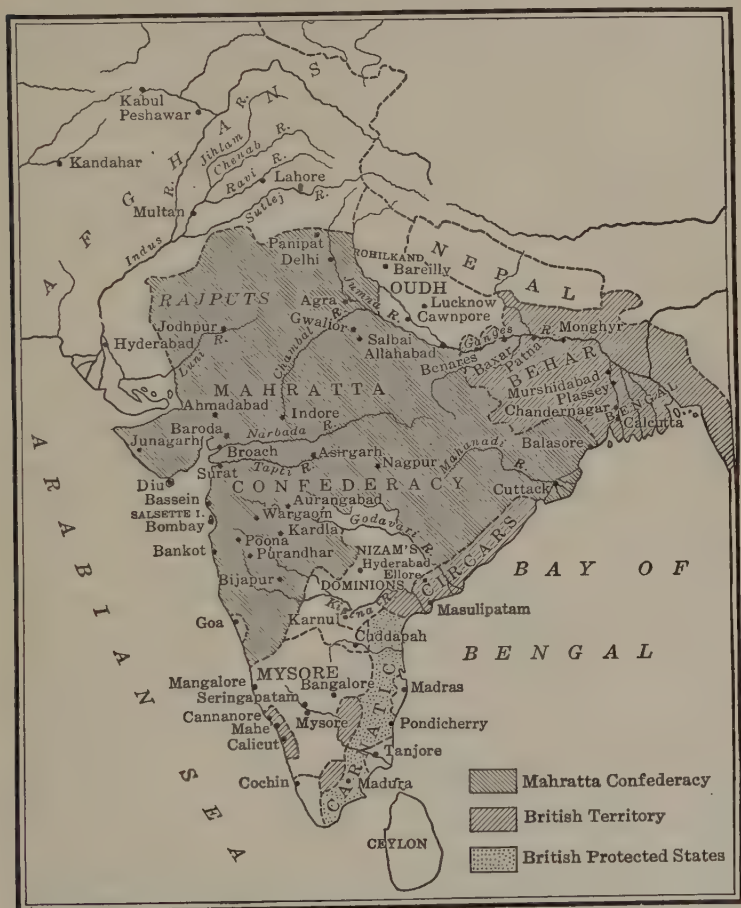 Kabul
Peshawar
AFGHANS
Kandahar
Jihlam R.
Chenab R.
Ravi R.
Lahore
Multan
Sutlej R.
Indus R.
Panipat
Delhi
ROHILKAND
Bareilly
NEPAL
OUDH
RAJPUTS
Agra
Jumna R.
Lucknow
Cawnpore
Gwalior
Jodhpur
Hyderabad
Luni R.
Chambal R.
Salbai
Allahabad
Benares
Ganges R.
Baxar
Patna
Monghyr
BEHAR
Murshidabad
Plassey
Chandernagar
BENGAL
Calcutta
MAHRATTA
Ahmadabad
Indore
Baroda
Narbada R.
Junagarh
Broach
Asirgarh
Mahanadi R.
Balasore
Surat
Tapti R.
Nagpur
Diu
CONFEDERACY
Cuttack
Bassein
Aurangabad
SALSETTE I.
Wargaom
Bombay
Godavari R.
Kardla
Poona
Bankot
Purandhar
NIZAM'S
Hyderabad
Ellore
CIRCARS
Bijapur
DOMINIONS
BAY OF
Kistna R.
Masulipatam
Goa
Karnul
Cuddapah
BENGAL
MYSORE
Mangalore
Bangalore
Madras
Seringapatam
Cannanore
Mysore
Mahe
Pondicherry
Calicut
CARNATIC
Tanjore
Cochin
Madura
ARABIAN SEA
CEYLON
Mahratta Confederacy
British Territory
British Protected States